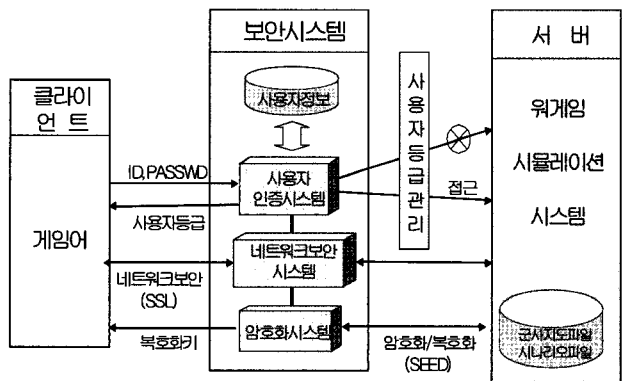 보안시스템
서 버
클라이
언 트
사용자정보
사
용
자
등
급
관
리
워게임
시뮬레이션
시스템
ID, PASSWD
사용자
인증시스템
접근
사용자등급
게임어
네트워크보안
시스템
네트워크보안
(SSL)
암호화시스템
복호화키
암호화/복호화
(SEED)
군사지도파일
시나리오파일